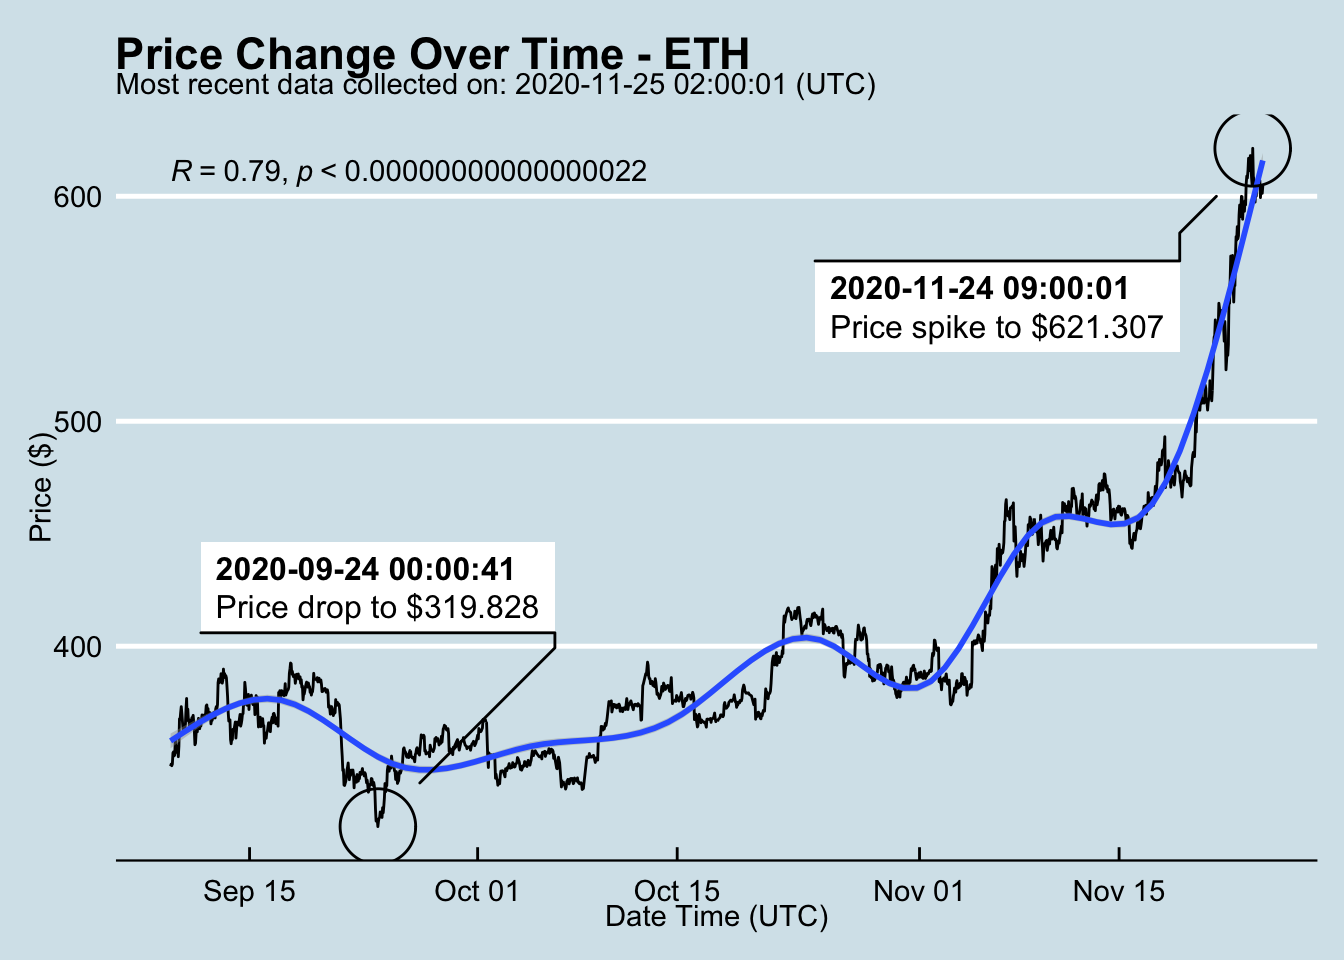 Price Change Over Time - ETH
Most recent data collected on: 2020-11-25 02:00:01 (UTC)
R = 0.79, p < 0.00000000000000022
600
2020-11-24 09:00:01
Price spike to $621.307
500
Price ($)
2020-09-24 00:00:41
Price drop to $319.828
400
Sep 15 Oct 01 Oct 15 Nov 01 Nov 15
Date Time (UTC)